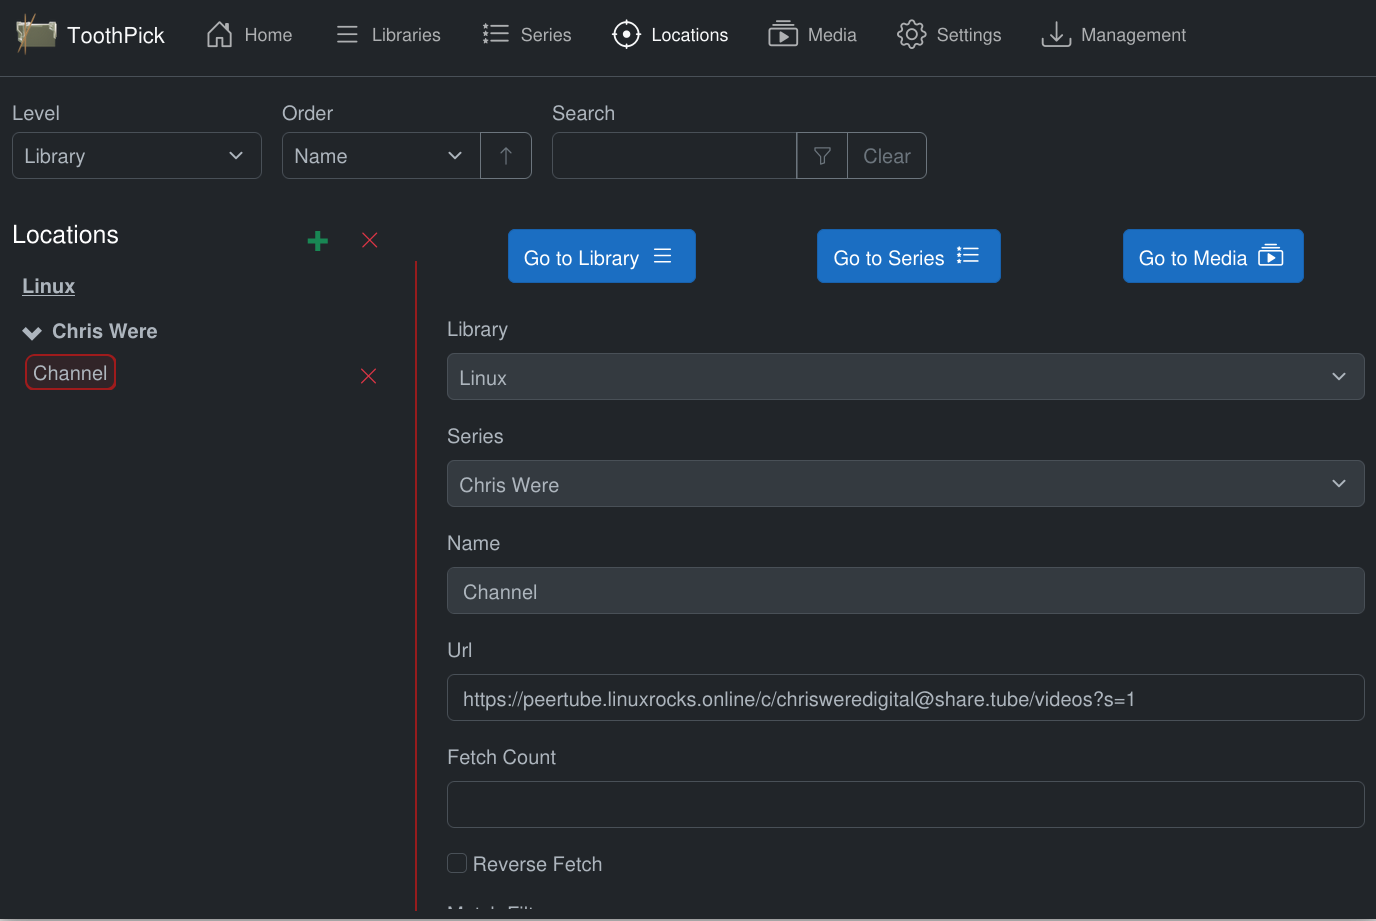 ToothPick Home Libraries Series Locations Media Settings Management
Level Order Search
Library Name Clear
Locations
Linux
Chris Were
Channel
Go to Library Go to Series Go to Media
Library
Linux
Series
Chris Were
Name
Channel
Url
https://peertube.linuxrocks.online/c/chrisweredigital@share.tube/videos?s=1
Fetch Count
Reverse Fetch